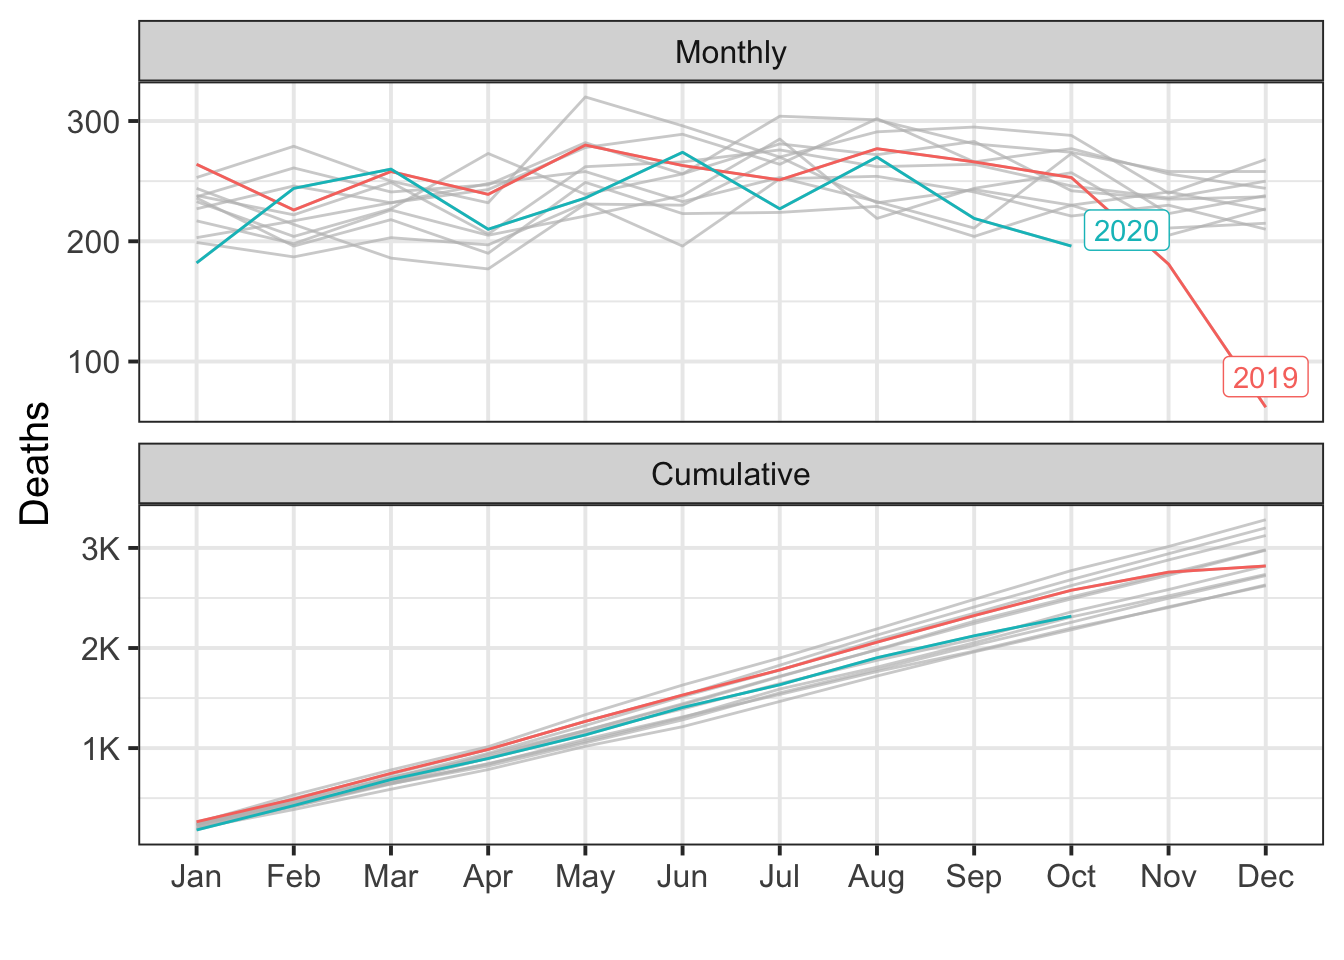 Monthly
300
200
100
2020
2019
Deaths
Cumulative
3K
2K
1K
Jan Feb Mar Apr May Jun Jul Aug Sep Oct Nov Dec